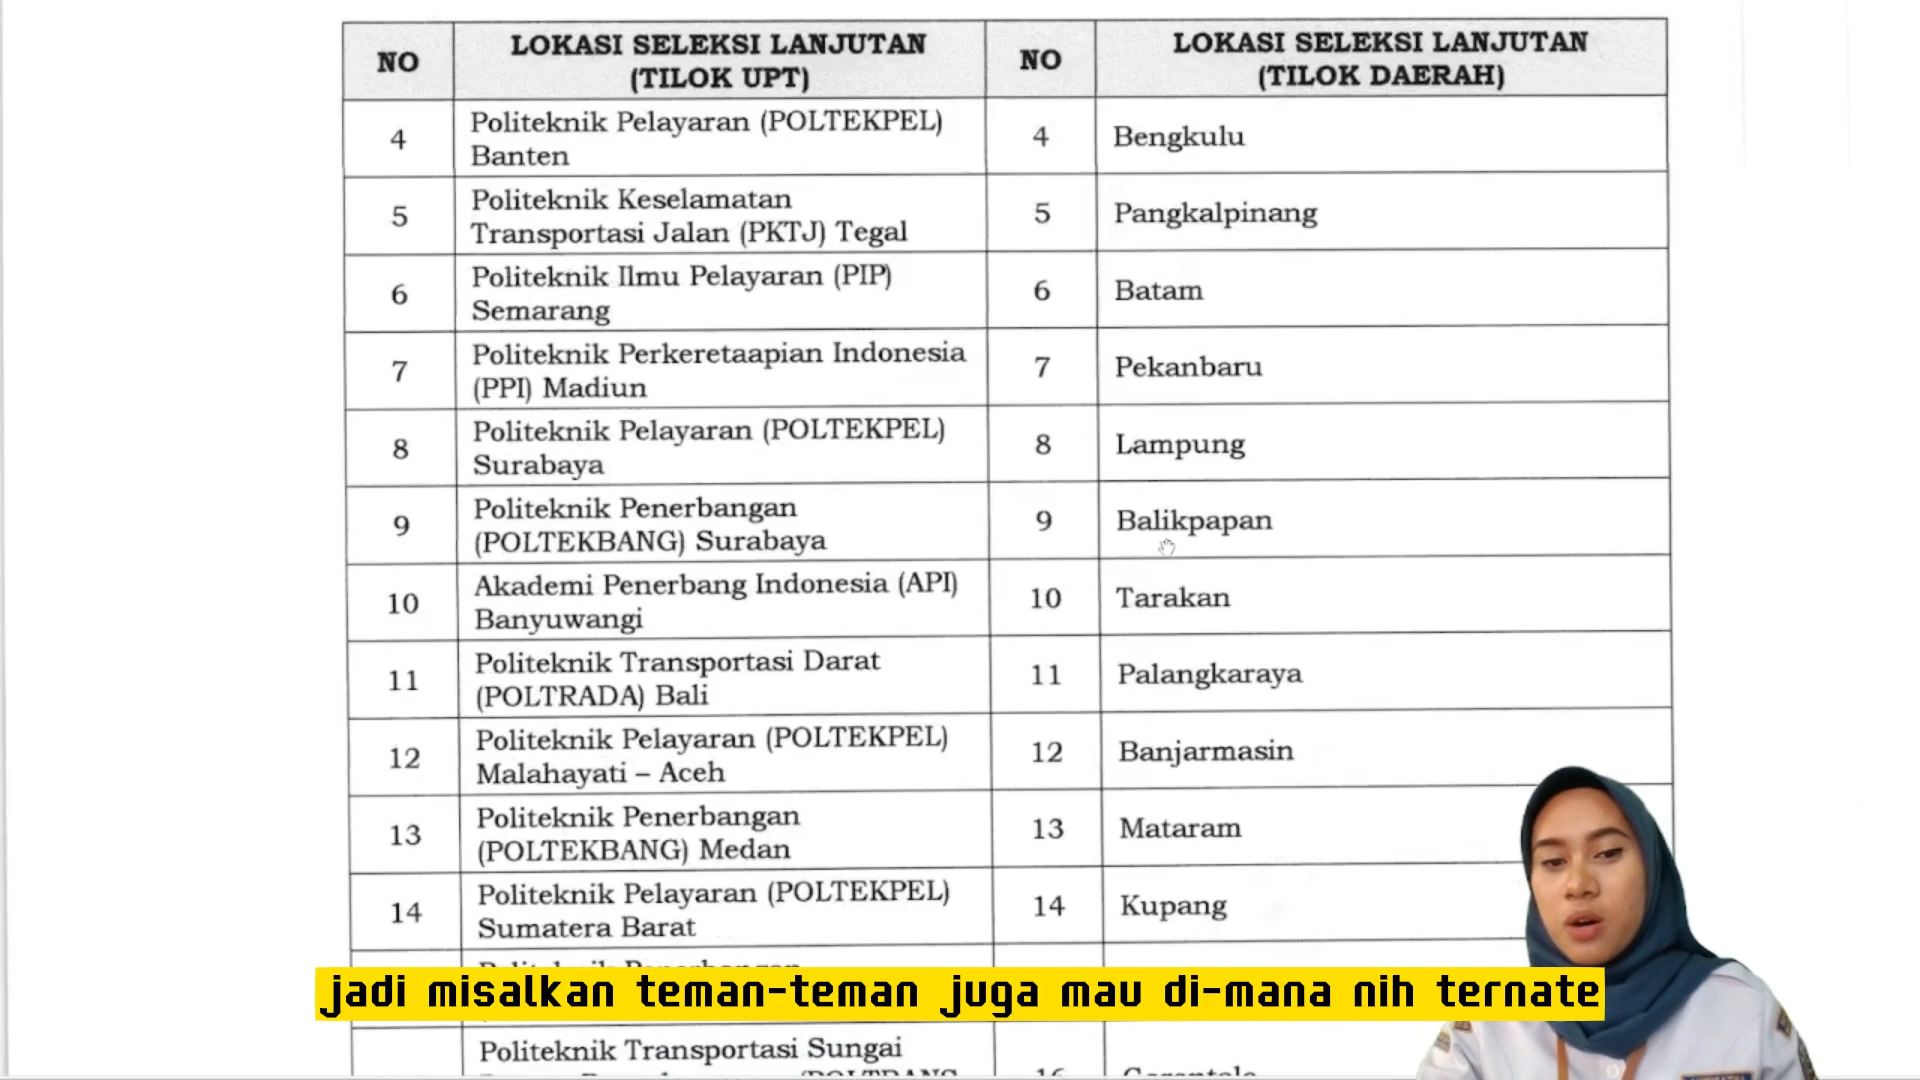 NO
LOKASI SELEKSI LANJUTAN
(TILOK UPT)
NO
LOKASI SELEKSI LANJUTAN
(TILOK DAERAH)
4
Politeknik Pelayaran (POLTEKPEL)
Banten
4
Bengkulu
5
Politeknik Keselamatan
Transportasi Jalan (PKTJ) Tegal
5
Pangkalpinang
6
Politeknik Ilmu Pelayaran (PIP)
Semarang
6
Batam
7
Politeknik Perkeretaapian Indonesia
(PPI) Madiun
7
Pekanbaru
8
Politeknik Pelayaran (POLTEKPEL)
Surabaya
8
Lampung
9
Politeknik Penerbangan
(POLTEKBANG) Surabaya
9
Balikpapan
10
Akademi Penerbang Indonesia (API)
Banyuwangi
10
Tarakan
11
Politeknik Transportasi Darat
(POLTRADA) Bali
11
Palangkaraya
12
Politeknik Pelayaran (POLTEKPEL)
Malahayati – Aceh
12
Banjarmasin
13
Politeknik Penerbangan
(POLTEKBANG) Medan
13
Mataram
14
Politeknik Pelayaran (POLTEKPEL)
Sumatera Barat
14
Kupang
jadi misalkan teman-teman juga mau di-mana nih ternate
Politeknik Transportasi Sungai